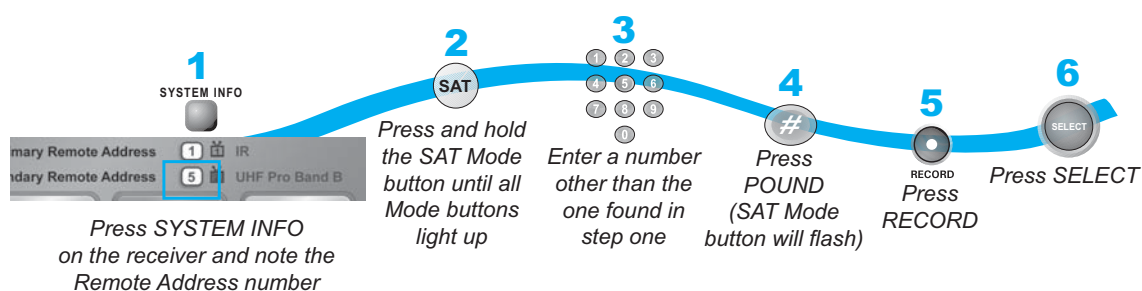 1
SYSTEM INFO
mary Remote Address 1 IR
dary Remote Address 5 UHF Pro Band B
Press SYSTEM INFO
on the receiver and note the
Remote Address number
2
SAT
Press and hold
the SAT Mode
button until all
Mode buttons
light up
3
1 2 3
4 5 6
7 8 9
0
Enter a number
other than the
one found in
step one
4
#
Press
POUND
(SAT Mode
button will flash)
5
RECORD
Press
RECORD
6
SELECT
Press SELECT